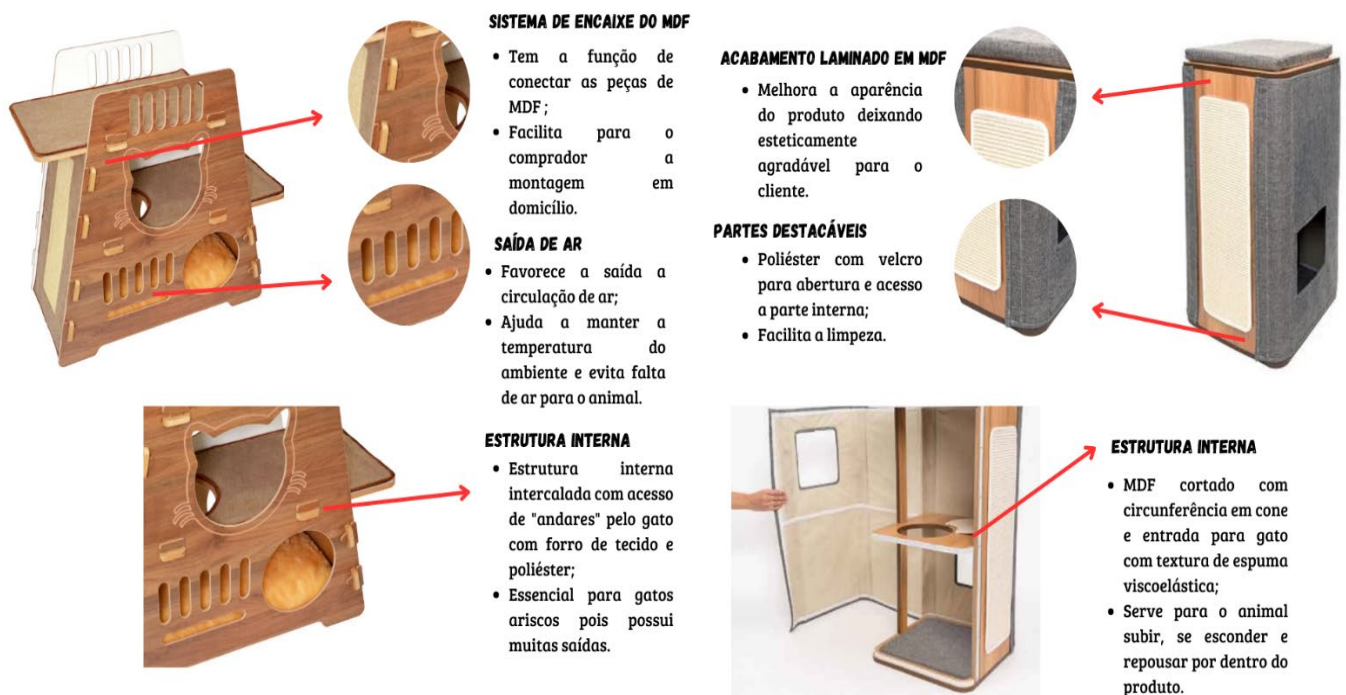 SISTEMA DE ENCAIXE DO MDF
• Tem a função de
conectar as peças de
MDF;
• Facilita para o
comprador a
montagem em
domicílio.
SAÍDA DE AR
• Favorece a saída a
circulação de ar;
• Ajuda a manter a
temperatura do
ambiente e evita falta
de ar para o animal.
ESTRUTURA INTERNA
• Estrutura interna
intercalada com acesso
de "andares" pelo gato
com forro de tecido e
poliéster;
• Essencial para gatos
ariscos pois possui
muitas saídas.
ACABAMENTO LAMINADO EM MDF
• Melhora a aparência
do produto deixando
esteticamente
agradável para o
cliente.
PARTES DESTACÁVEIS
• Poliéster com velcro
para abertura e acesso
a parte interna;
• Facilita a limpeza.
ESTRUTURA INTERNA
• MDF cortado com
circunferência em cone
e entrada para gato
com textura de espuma
viscoelástica;
• Serve para o animal
subir, se esconder e
repousar por dentro do
produto.